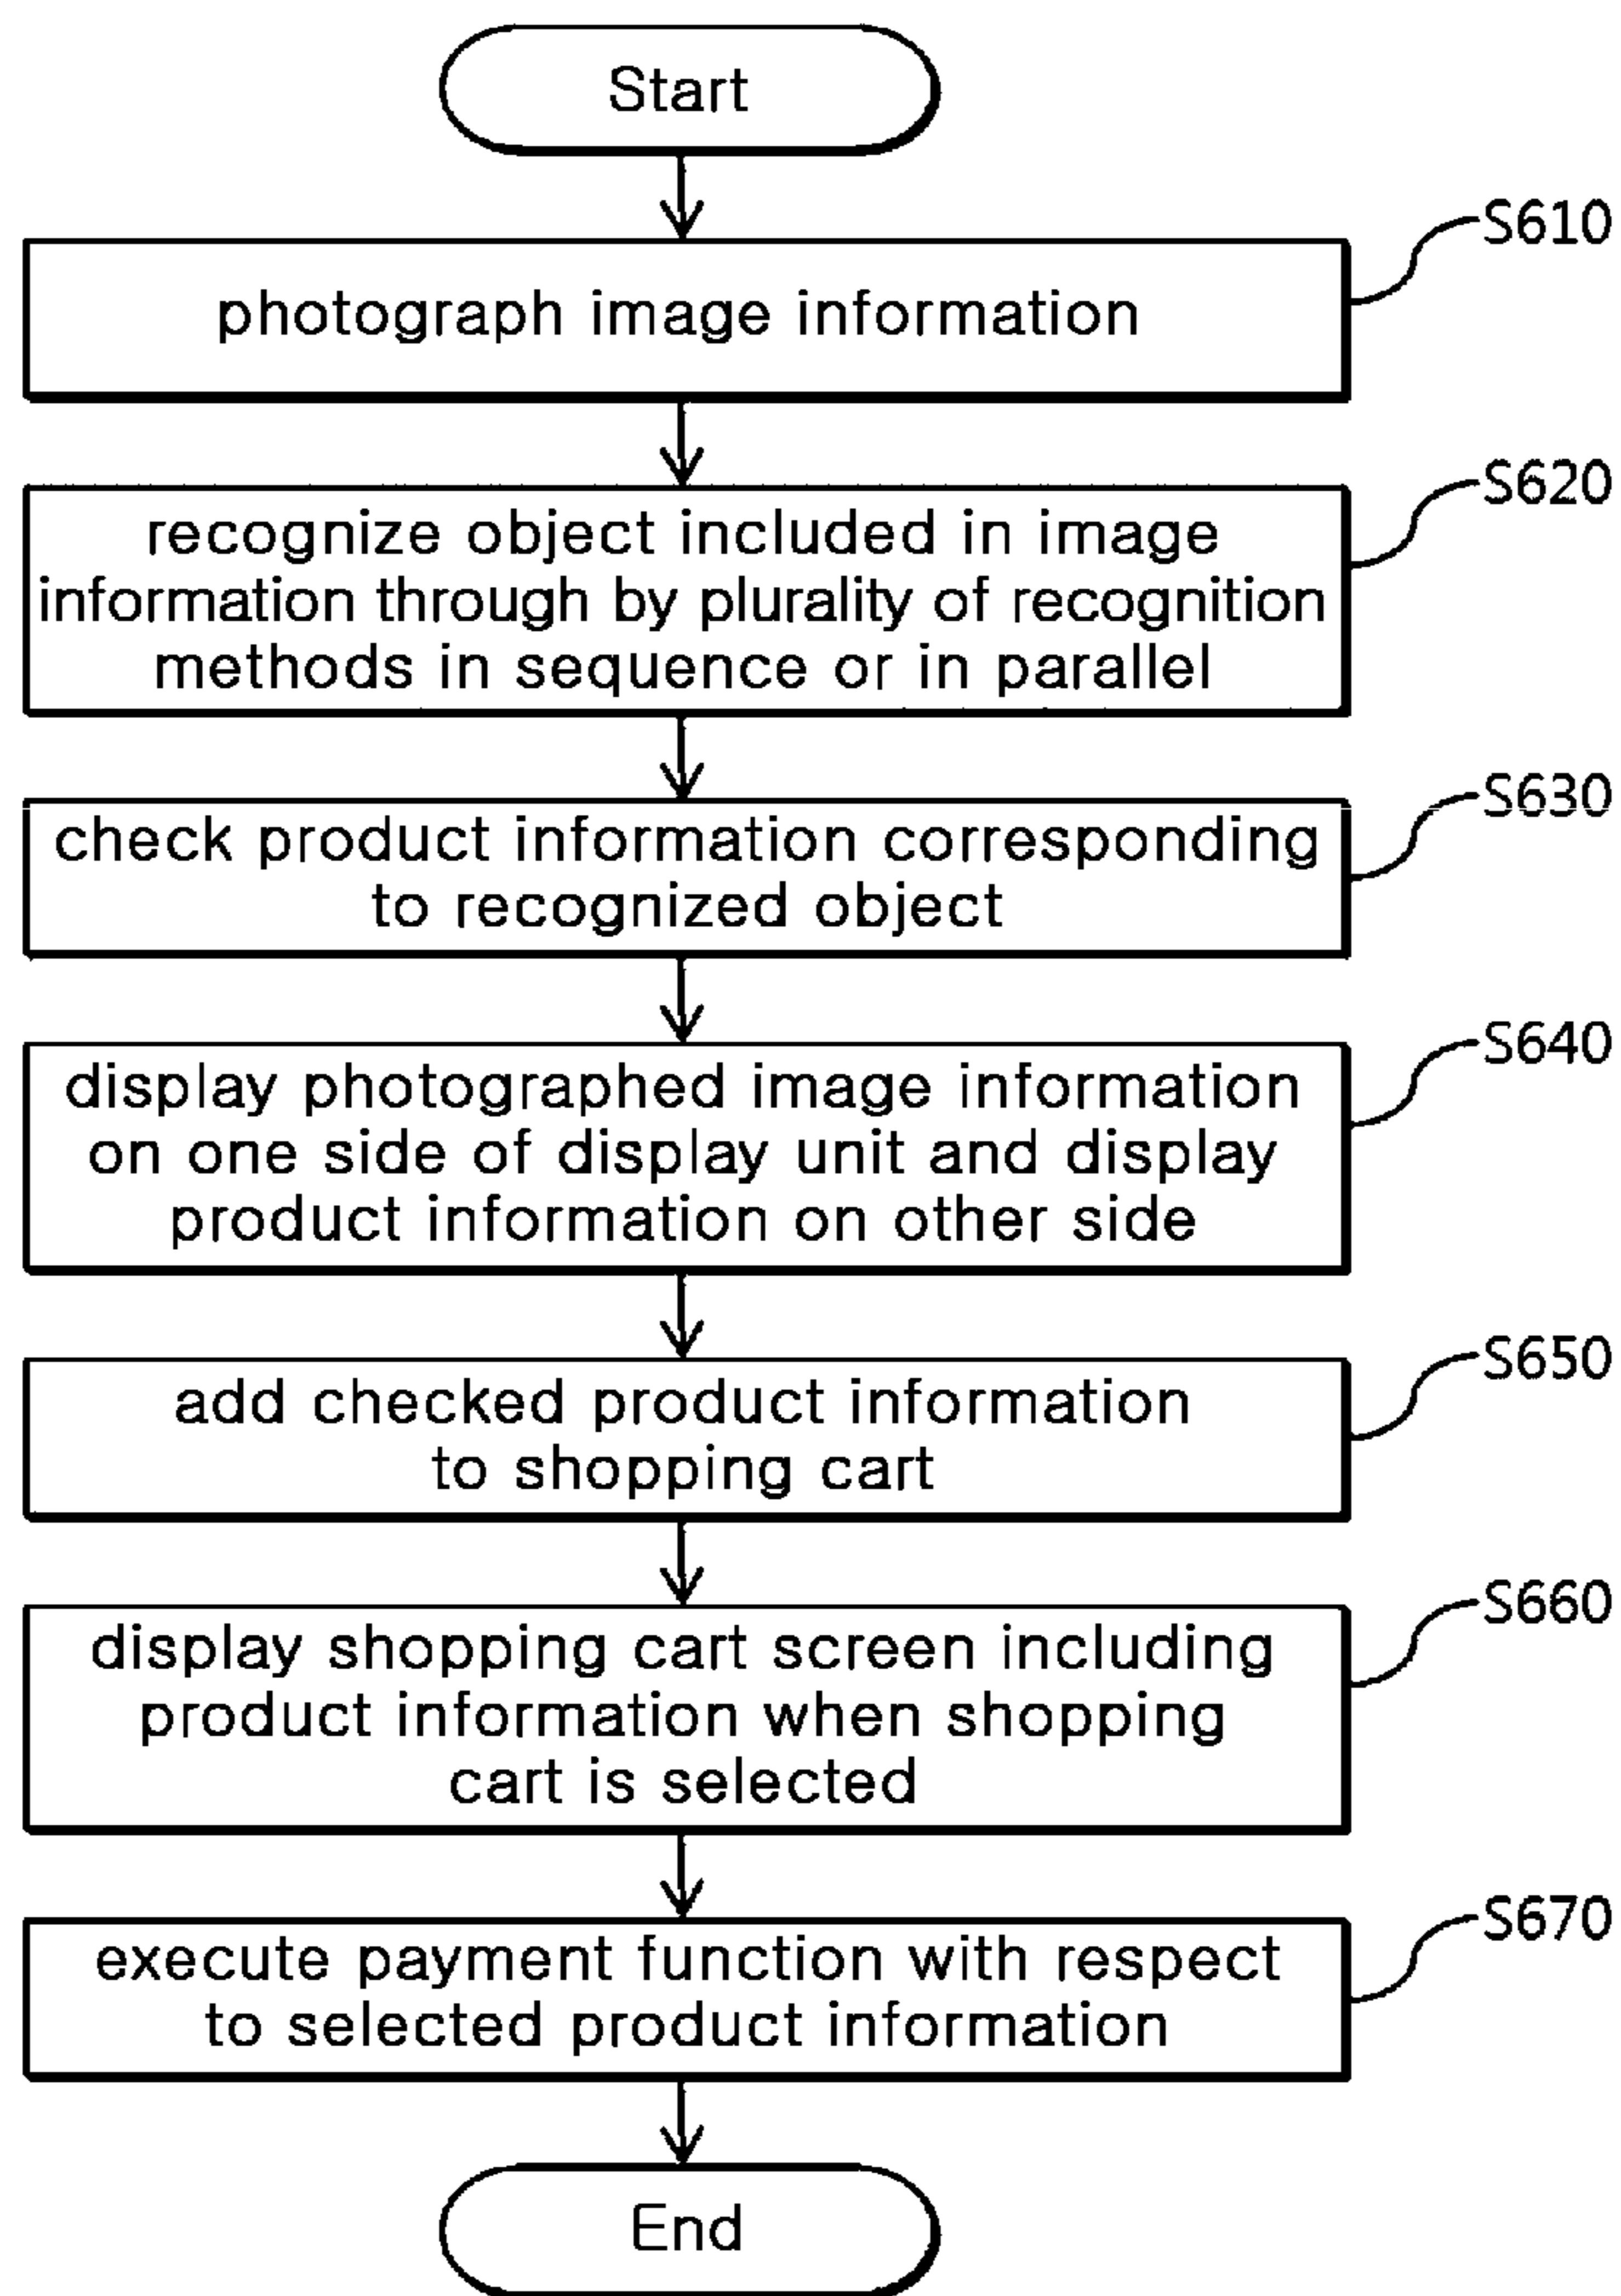 Start
S610
photograph image information
S620
recognize object included in image
information through by plurality of recognition
methods in sequence or in parallel
S630
check product information corresponding
to recognized object
S640
display photographed image information
on one side of display unit and display
product information on other side
S650
add checked product information
to shopping cart
S660
display shopping cart screen including
product information when shopping
cart is selected
S670
execute payment function with respect
to selected product information
End